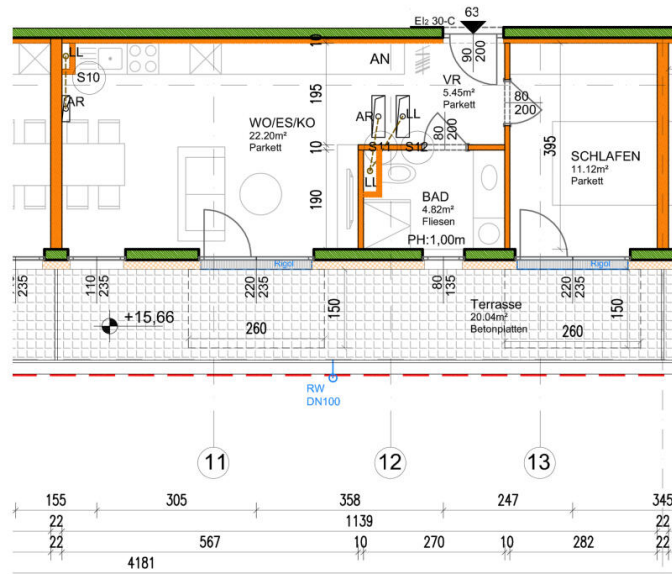 63
EI₂ 30-C
90
200
10
LL
S10
AR
195
AN
VR
5.45m²
Parkett
80
200
WO/ES/KO
22.20m²
Parkett
AR
LL
80
200
395
SCHLAFEN
11.12m²
Parkett
10
S11
S12
LL
190
BAD
4.82m²
Fliesen
PH:1,00m
Rigol
Rigol
235
110
235
220
235
150
80
135
220
235
150
Terrasse
20.04m²
Betonplatten
+15,66
260
260
RW
DN100
11
12
13
155
305
358
247
345
22
1139
22
22
567
10
270
10
282
22
4181